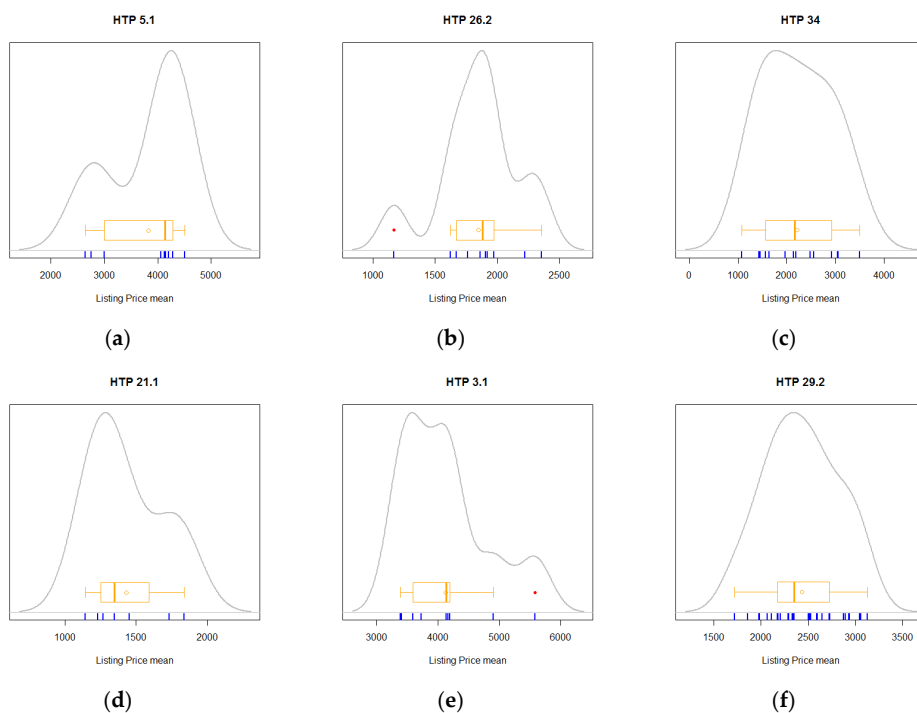 HTP 5.1 HTP 26.2 HTP 34
2000 3000 4000 5000 1000 1500 2000 2500 0 1000 2000 3000 4000
Listing Price mean Listing Price mean Listing Price mean
(a) (b) (c)
HTP 21.1 HTP 3.1 HTP 29.2
1000 1500 2000 3000 4000 5000 6000 1500 2000 2500 3000 3500
Listing Price mean Listing Price mean Listing Price mean
(d) (e) (f)